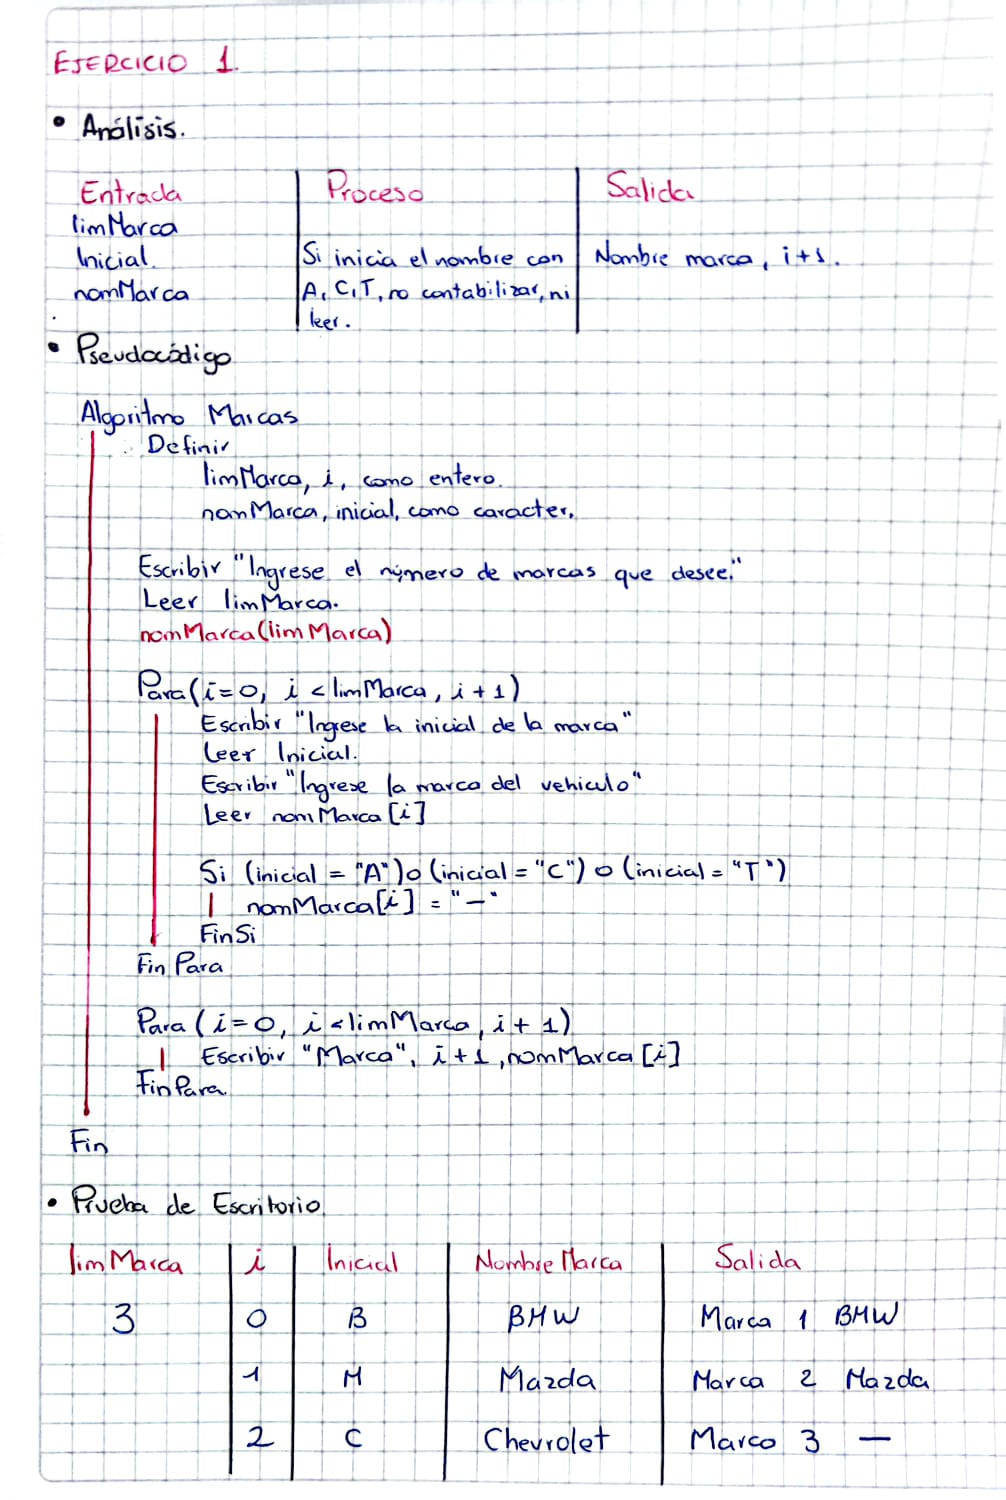 EJERCICIO 1.
• Análisis.
Entrada Proceso Salida
limMarca
Inicial. Si inicia el nombre con Nombre marca, i+1.
nomMarca A, C, T, no contabilizar, ni
leer.
• Pseudocódigo
Algoritmo Marcas
Definir
limMarca, i, como entero.
nomMarca, inicial, como caracter.
Escribir "Ingrese el número de marcas que desee."
Leer limMarca.
nomMarca(limMarca)
Para(i=0, i<limMarca, i+1)
Escribir "Ingrese la inicial de la marca"
Leer Inicial.
Escribir "Ingrese la marca del vehiculo"
Leer nomMarca[i]
Si (inicial = "A")o (inicial = "C") o (inicial = "T")
nomMarca[i] = "—"
FinSi
Fin Para
Para (i=0, i<limMarca, i+1)
Escribir "Marca", i+1, nomMarca[i]
FinPara
Fin
• Prueba de Escritorio
limMarca i Inicial Nombre Marca Salida
3 0 B BMW Marca 1 BMW
1 M Mazda Marca 2 Mazda
2 C Chevrolet Marca 3 —